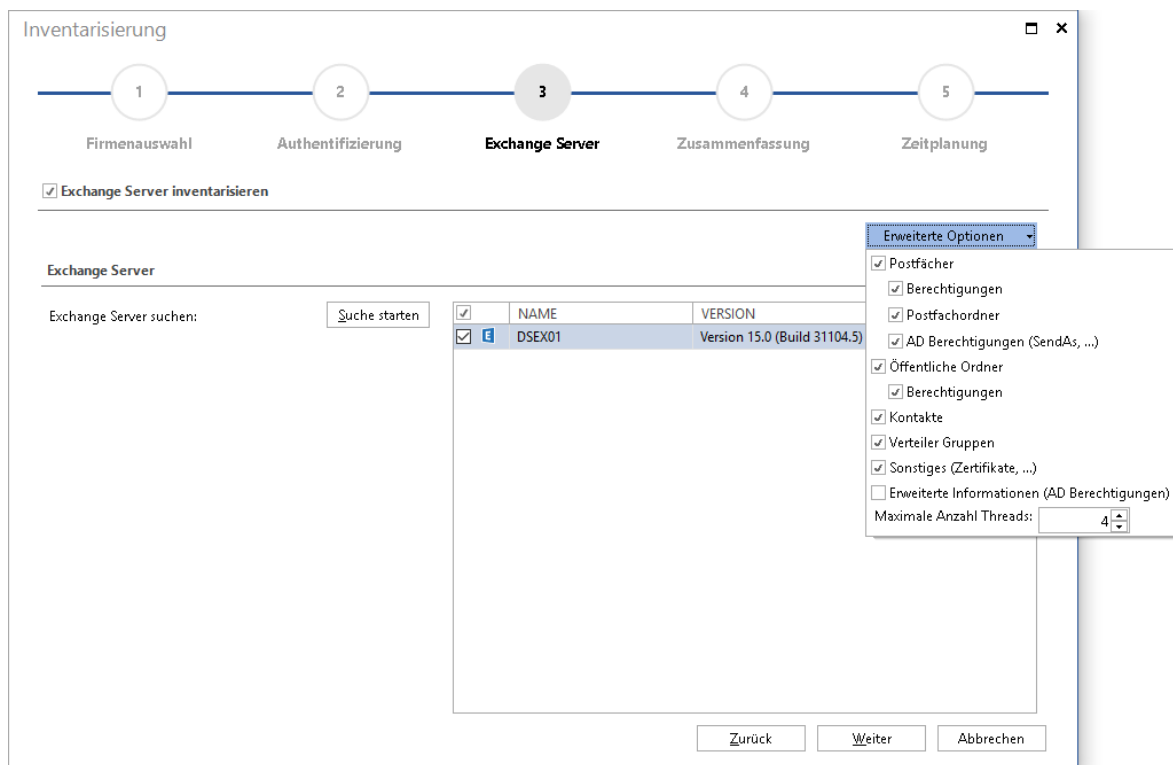 Inventarisierung
1 2 3 4 5
Firmenauswahl Authentifizierung Exchange Server Zusammenfassung Zeitplanung
Exchange Server inventarisieren
Erweiterte Optionen
Postfächer
Exchange Server
Berechtigungen
Exchange Server suchen: Suche starten NAME VERSION
Postfachordner
E DSEX01 Version 15.0 (Build 31104.5)
AD Berechtigungen (SendAs, ...)
Öffentliche Ordner
Berechtigungen
Kontakte
Verteiler Gruppen
Sonstiges (Zertifikate, ...)
Erweiterte Informationen (AD Berechtigungen)
Maximale Anzahl Threads: 4
Zurück Weiter Abbrechen